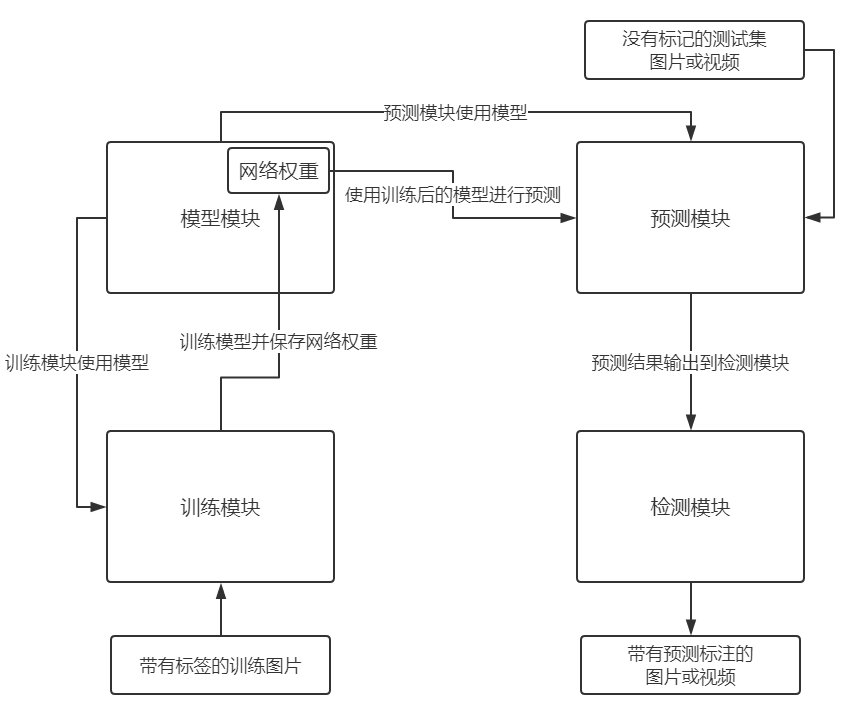 没有标记的测试集
图片或视频
预测模块使用模型
网络权重
使用训练后的模型进行预测
模型模块
预测模块
训练模型并保存网络权重
训练模块使用模型
预测结果输出到检测模块
训练模块
检测模块
带有标签的训练图片
带有预测标注的
图片或视频